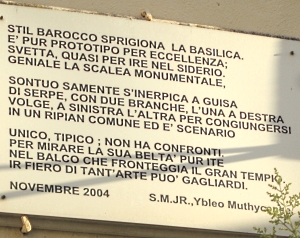 STIL BAROCCO SPRIGIONA LA BASILICA.
E' PUR PROTOTIPO PER ECCELLENZA;
SVETTA, QUASI PER IRE NEL SIDERIO.
GENIALE LA SCALEA MONUMENTALE,
SONTUO SAMENTE S'INERPICA A GUISA
DI SERPE, CON DUE BRANCHE, L'UNA A DESTRA
VOLGE, A SINISTRA L'ALTRA PER CONGIUNGERSI
IN UN RIPIAN COMUNE ED E' SCENARIO
UNICO, TIPICO ; NON HA CONFRONTI
PER MIRARE LA SUA BELTA' PUR ITE
NEL BALCO CHE FRONTEGGIA IL GRAN TEMPIO
IR FIERO DI TANT'ARTE PUO' GAGLIARDI.
NOVEMBRE 2004 S.M.JR.,Ybleo